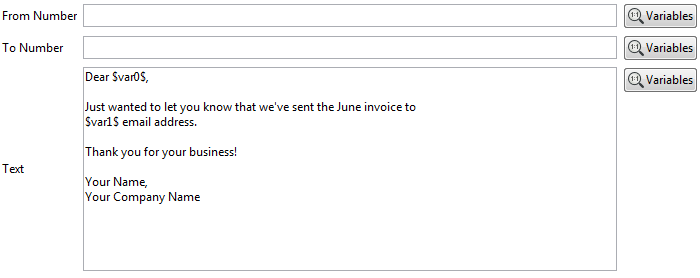 From Number Variables
To Number Variables
Text Variables
Dear $var0$,
Just wanted to let you know that we've sent the June invoice to
$var1$ email address.
Thank you for your business!
Your Name,
Your Company Name